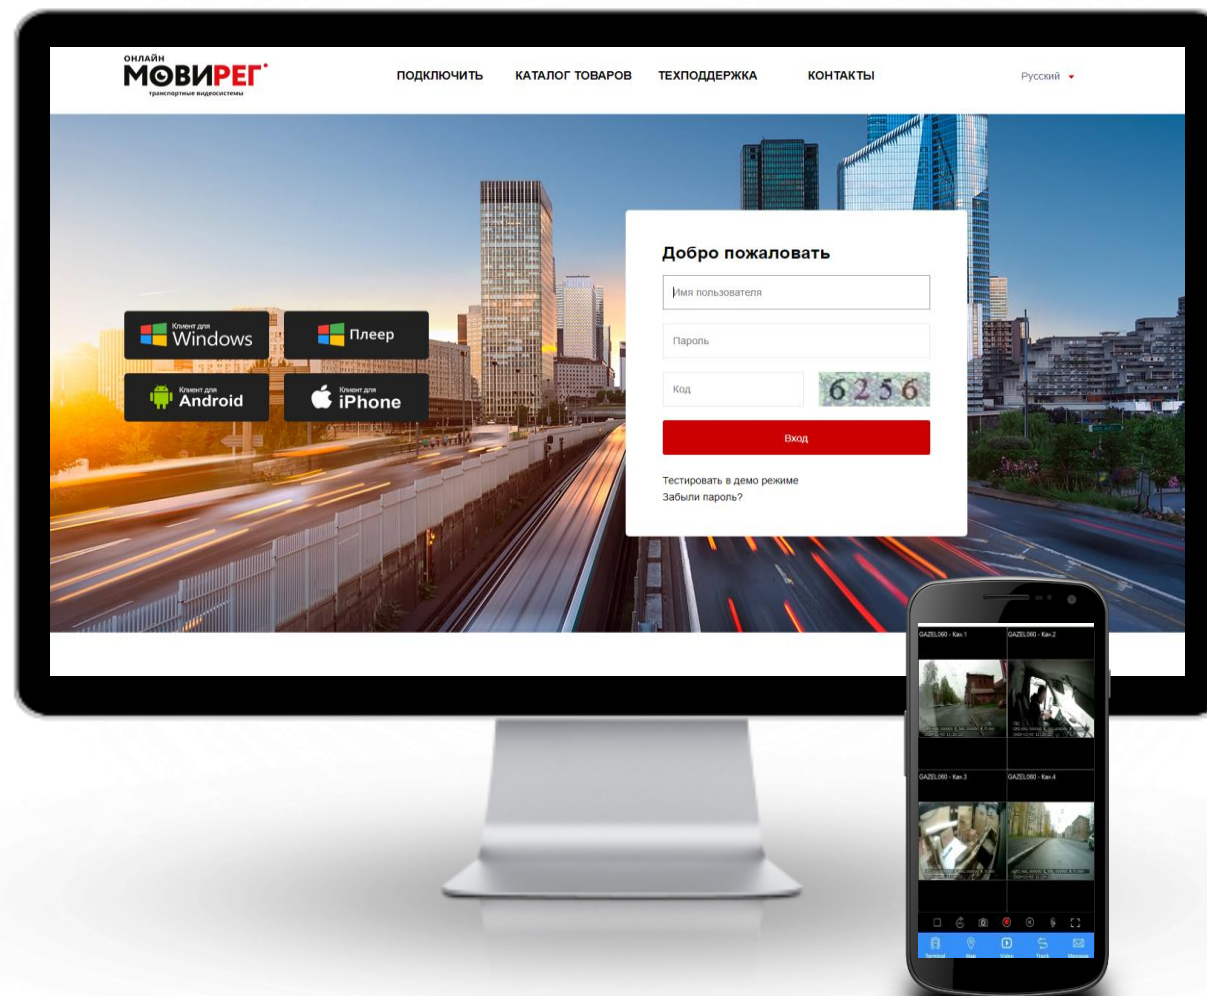 ОНЛАЙН
МОВИРЕГ
транспортные видеосистемы
ПОДКЛЮЧИТЬ
КАТАЛОГ ТОВАРОВ
ТЕХПОДДЕРЖКА
КОНТАКТЫ
Русский
Клиент для
Windows
Плеер
Клиент для
Android
Клиент для
iPhone
Добро пожаловать
Имя пользователя
Пароль
Код
6256
Вход
Тестировать в демо режиме
Забыли пароль?
GAZEL060 - Кан.1
GAZEL060 - Кан.2
GAZEL060 - Кан.3
GAZEL060 - Кан.4
Terminal
Map
Video
Track
Message